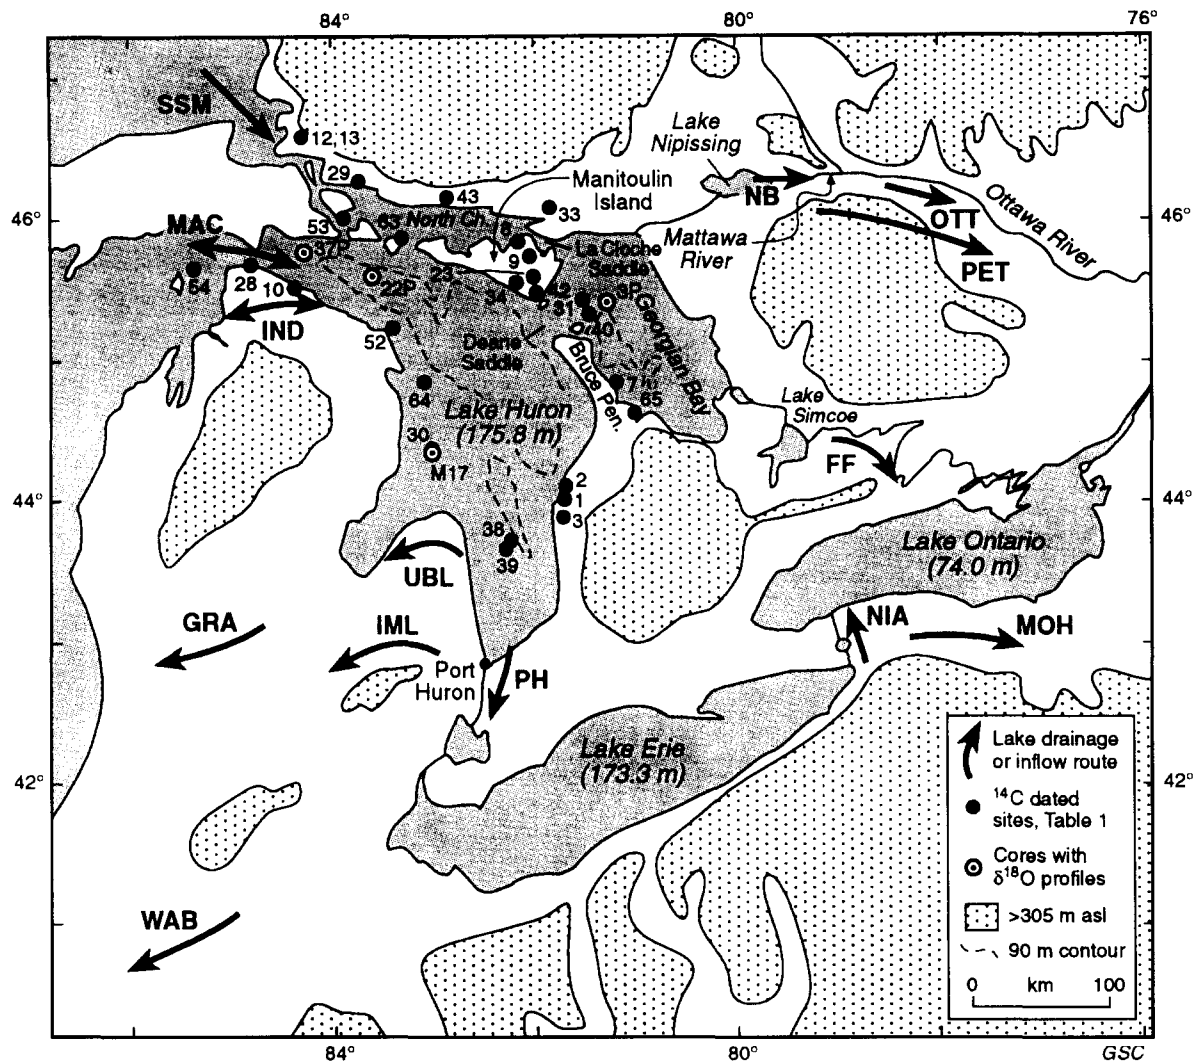 84°
80°
76°
SSM
12,13
29
43
Manitoulin
Island
33
Lake
Nipissing
NB
OTT
Ottawa River
PET
Mattawa
River
46°
46°
MAC
53
63
North Ch.
La Cloche
Saddle
9
37P
54
28
10
22P
23
34
42
31
3P
40
IND
52
Deane
Saddle
Georgian Bay
Bruce Pen.
7
65
64
Lake Huron
(175.8 m)
Lake
Simcoe
FF
30
M17
2
1
3
44°
44°
38
39
UBL
Lake Ontario
(74.0 m)
GRA
IML
NIA
MOH
Port
Huron
PH
Lake Erie
(173.3 m)
42°
42°
WAB
Lake drainage
or inflow route
14C dated
sites, Table 1
Cores with
δ18O profiles
>305 m asl
90 m contour
0 km 100
84°
80°
GSC